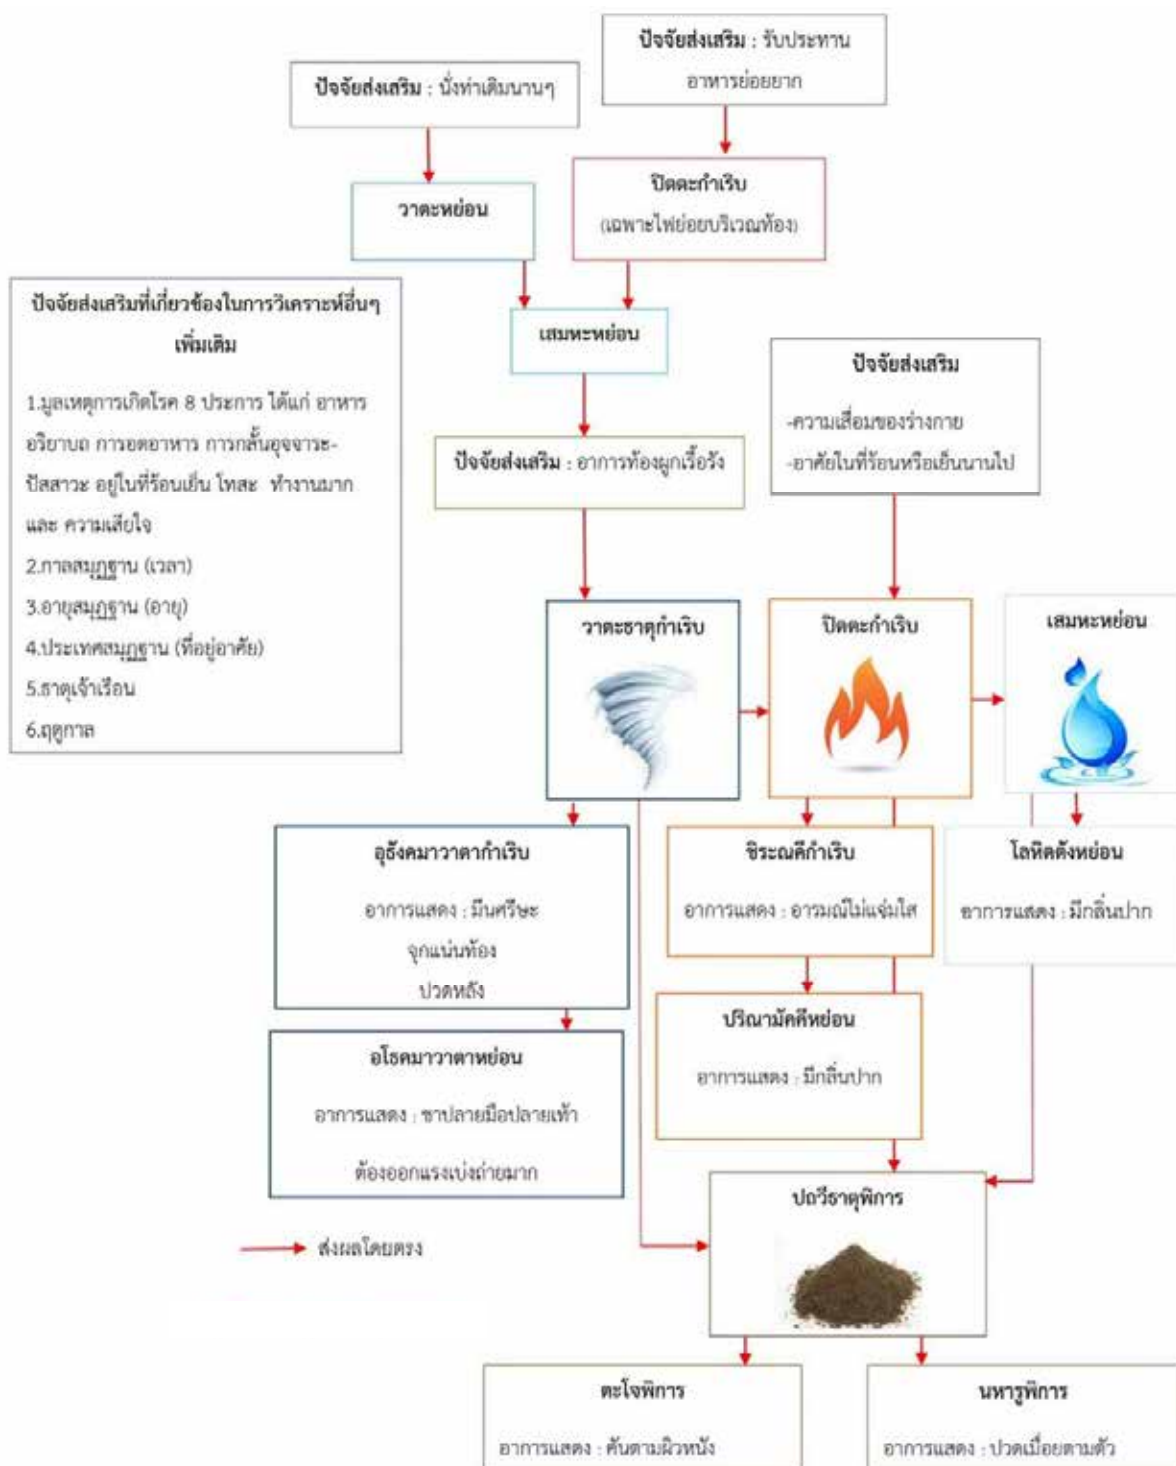 ปัจจัยส่งเสริม : รับประทาน
อาหารย่อยยาก
ปัจจัยส่งเสริม : นั่งท่าเดิมนานๆ
ปิตตะกำเริบ
(เฉพาะไฟย่อยบริเวณท้อง)
วาตะหย่อน
ปัจจัยส่งเสริมที่เกี่ยวข้องในการวิเคราะห์อื่นๆ
เพิ่มเติม
1.มูลเหตุการเกิดโรค 8 ประการ ได้แก่ อาหาร
อริยาบถ การอดอาหาร การกลั้นอุจจาระ-
ปัสสาวะ อยู่ในที่ร้อนเย็น โทสะ ทำงานมาก
และ ความเสียใจ
2.กาลสมุฏฐาน (เวลา)
3.อายุสมุฏฐาน (อายุ)
4.ประเทศสมุฏฐาน (ที่อยู่อาศัย)
5.ธาตุเจ้าเรือน
6.ฤดูกาล
เสมหะหย่อน
ปัจจัยส่งเสริม
-ความเสื่อมของร่างกาย
-อาศัยในที่ร้อนหรือเย็นนานไป
ปัจจัยส่งเสริม : อาการท้องผูกเรื้อรัง
วาตะธาตุกำเริบ
ปิตตะกำเริบ
เสมหะหย่อน
อุธังคมาวาตากำเริบ
อาการแสดง : มึนศรีษะ
จุกแน่นท้อง
ปวดหลัง
ชิระณคีกำเริบ
อาการแสดง : อารมณ์ไม่แจ่มใส
โลหิตตังหย่อน
อาการแสดง : มีกลิ่นปาก
อโธคมาวาตาหย่อน
อาการแสดง : ชาปลายมือปลายเท้า
ต้องออกแรงเบ่งถ่ายมาก
ปริณามัคคีหย่อน
อาการแสดง : มีกลิ่นปาก
ปถวีธาตุพิการ
ส่งผลโดยตรง
ตะโจพิการ
อาการแสดง : คันตามผิวหนัง
นหารูพิการ
อาการแสดง : ปวดเมื่อยตามตัว